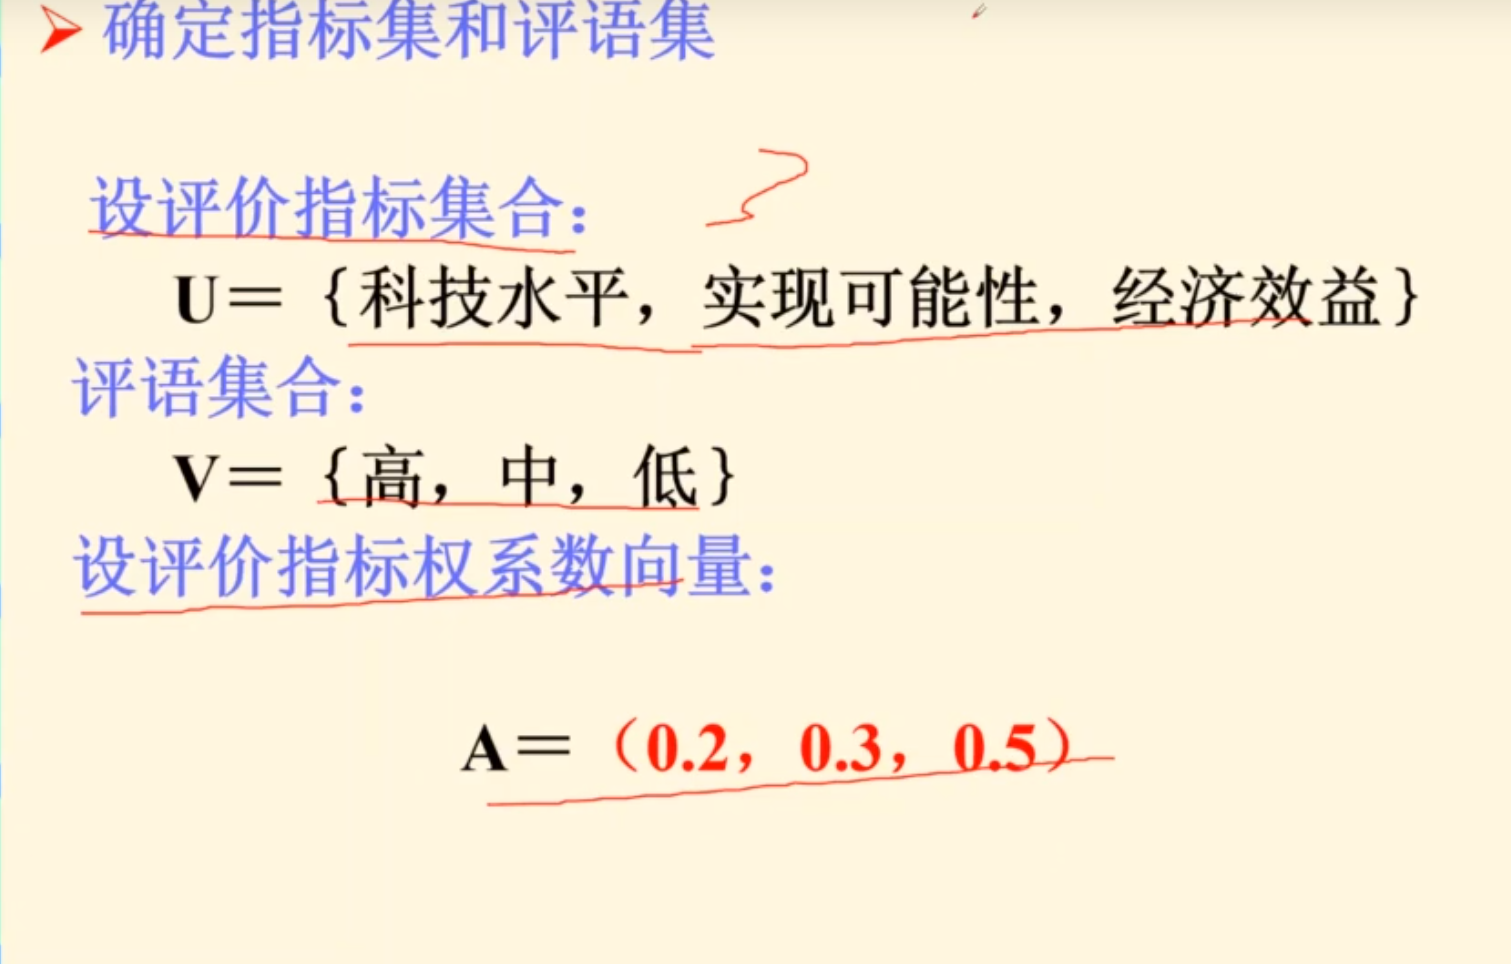 确定指标集和评语集
设评价指标集合：
U＝｛科技水平，实现可能性，经济效益｝
评语集合：
V＝｛高，中，低｝
设评价指标权系数向量：
A＝（0.2，0.3，0.5）